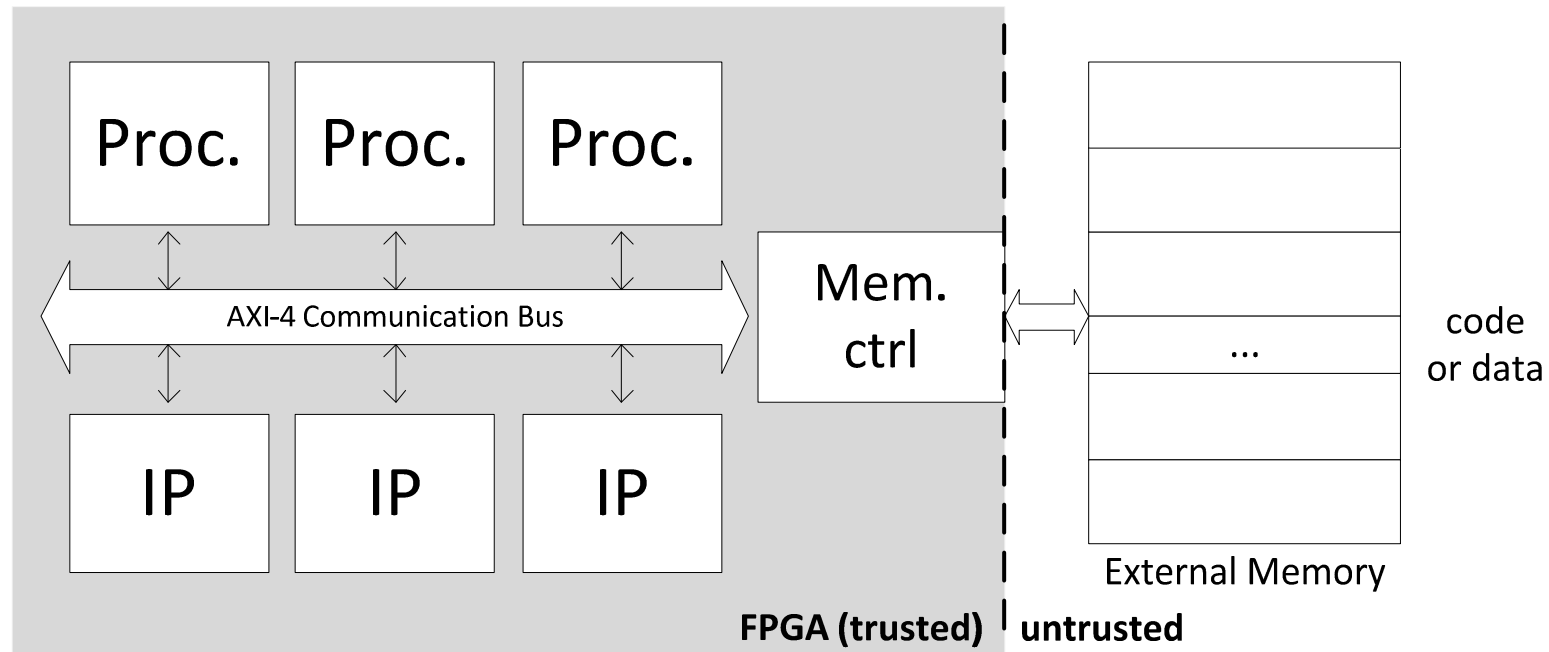 Proc. Proc. Proc.
AXI-4 Communication Bus
Mem.
ctrl
IP IP IP
...
code
or data
External Memory
FPGA (trusted) untrusted